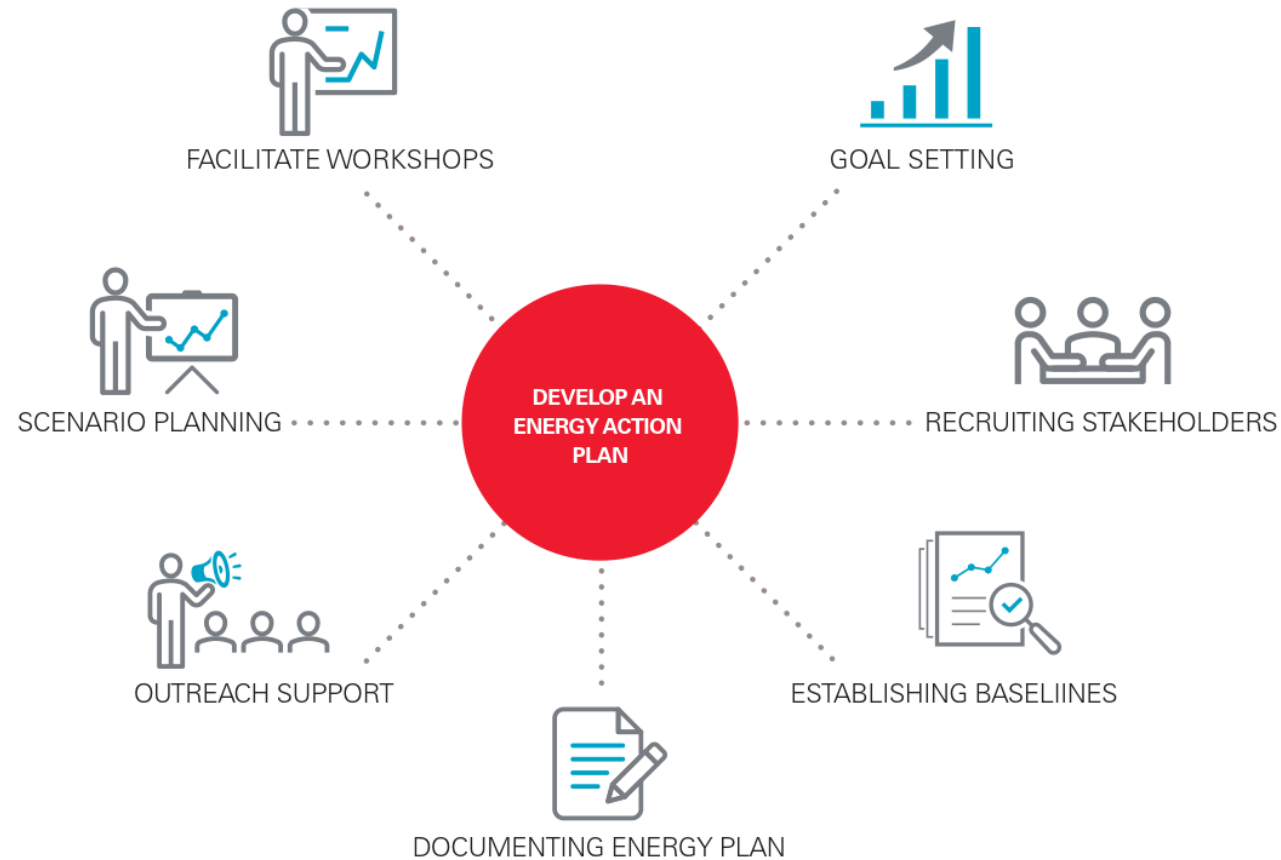 FACILITATE WORKSHOPS
GOAL SETTING
SCENARIO PLANNING
DEVELOP AN
ENERGY ACTION
PLAN
RECRUITING STAKEHOLDERS
OUTREACH SUPPORT
ESTABLISHING BASELIINES
DOCUMENTING ENERGY PLAN